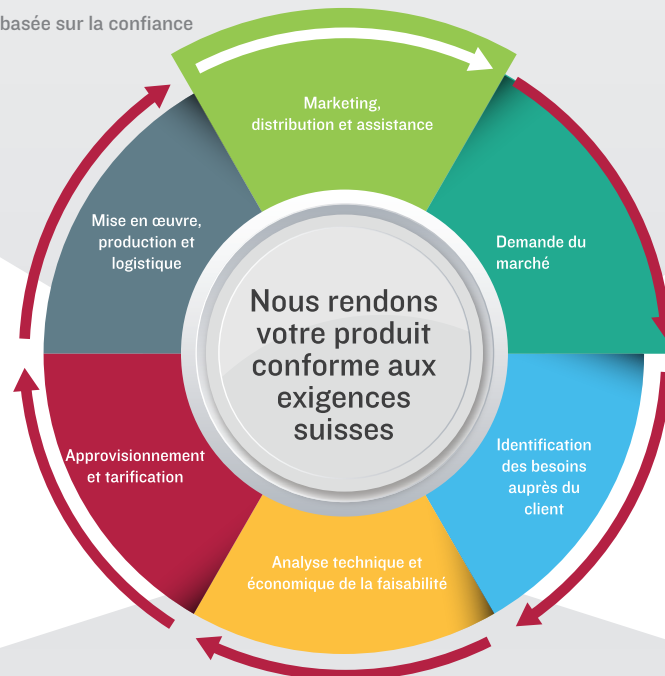 basée sur la confiance
Marketing,
distribution et assistance
Demande du
marché
Identification
des besoins
auprès du
client
Analyse technique et
économique de la faisabilité
Approvisionnement
et tarification
Mise en œuvre,
production et
logistique
Nous rendons
votre produit
conforme aux
exigences
suisses